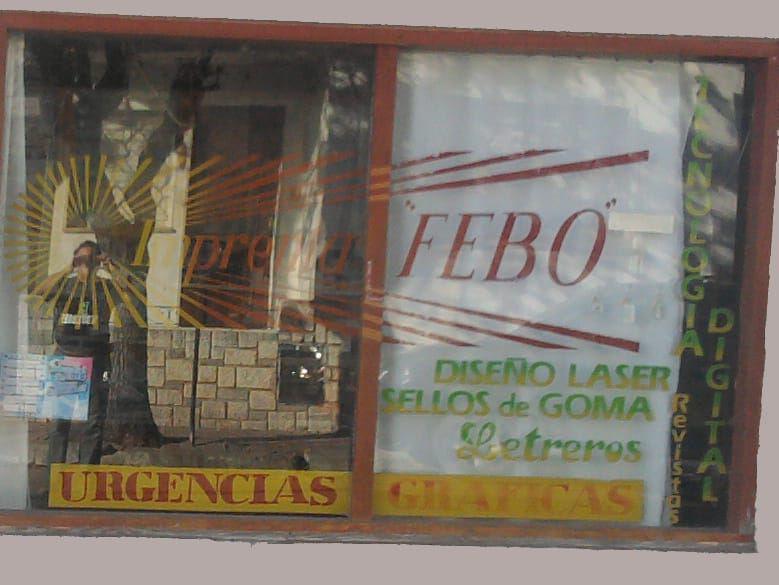 Imprenta "FEBO"
DISEÑO LASER
SELLOS de GOMA
Letreros
URGENCIAS GRAFICAS
TECNOLOGIA
DIGITAL
Revistas